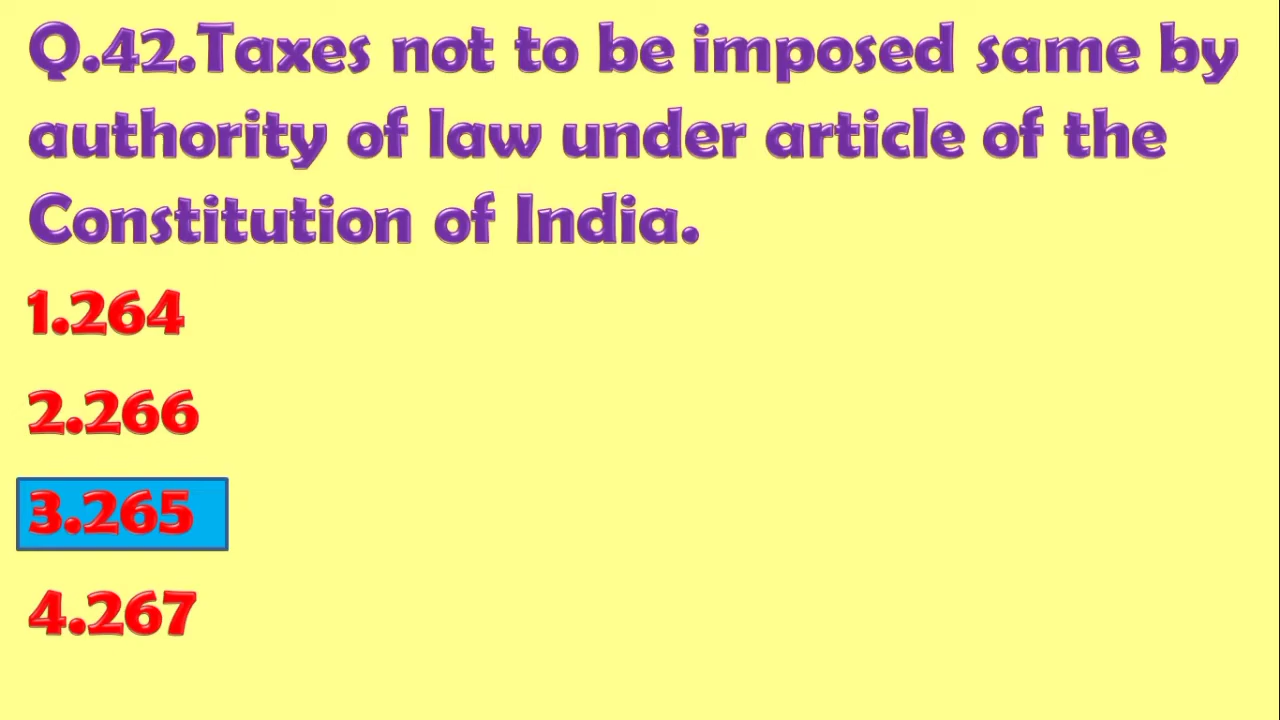 Q.42.Taxes not to be imposed same by
authority of law under article of the
Constitution of India.
1.264
2.266
3.265
4.267